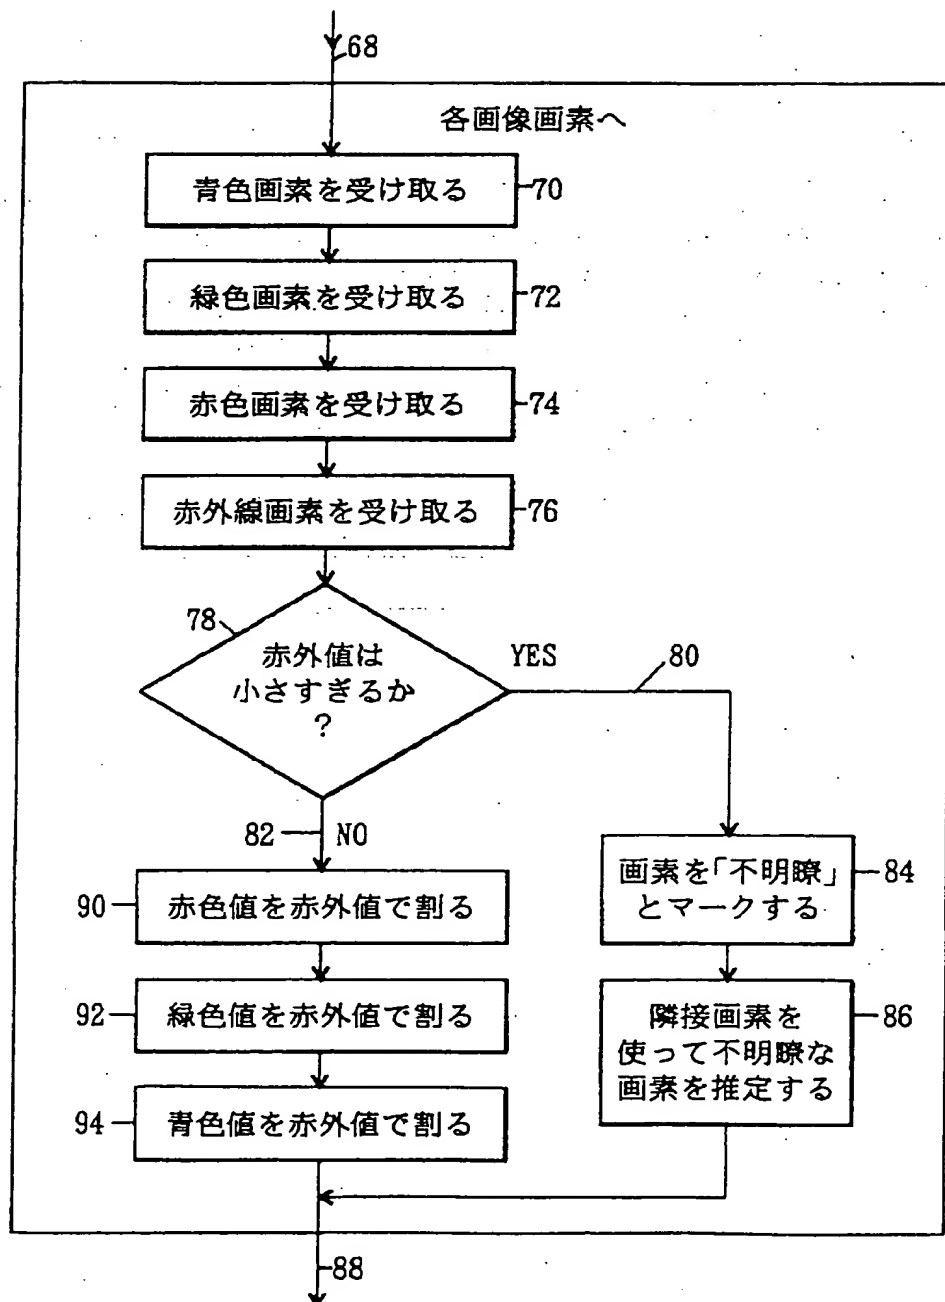 68
各画像画素へ
青色画素を受け取る
70
緑色画素を受け取る
72
赤色画素を受け取る
74
赤外線画素を受け取る
76
78
赤外値は
小さすぎるか
?
YES
80
82
NO
90
赤色値を赤外値で割る
画素を「不明瞭」
とマークする
84
92
緑色値を赤外値で割る
隣接画素を
使って不明瞭な
画素を推定する
86
94
青色値を赤外値で割る
88